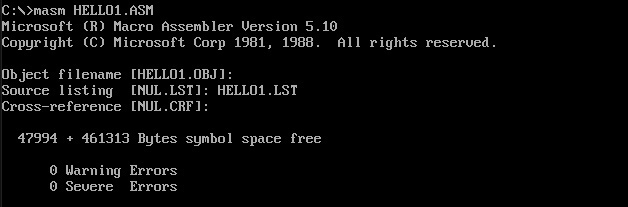 C:\>masm HELLO1.ASM
Microsoft (R) Macro Assembler Version 5.10
Copyright (C) Microsoft Corp 1981, 1988.  All rights reserved.
Object filename [HELLO1.OBJ]:
Source listing  [NUL.LST]: HELLO1.LST
Cross-reference [NUL.CRF]:
47994 + 461313 Bytes symbol space free
0 Warning Errors
0 Severe  Errors